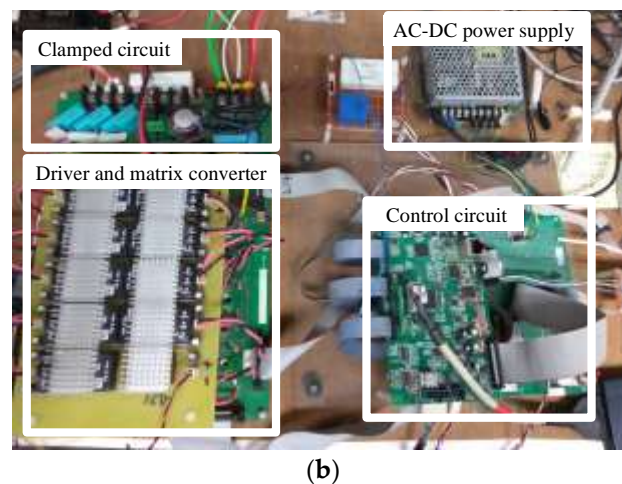 Clamped circuit
AC-DC power supply
Driver and matrix converter
Control circuit
(b)